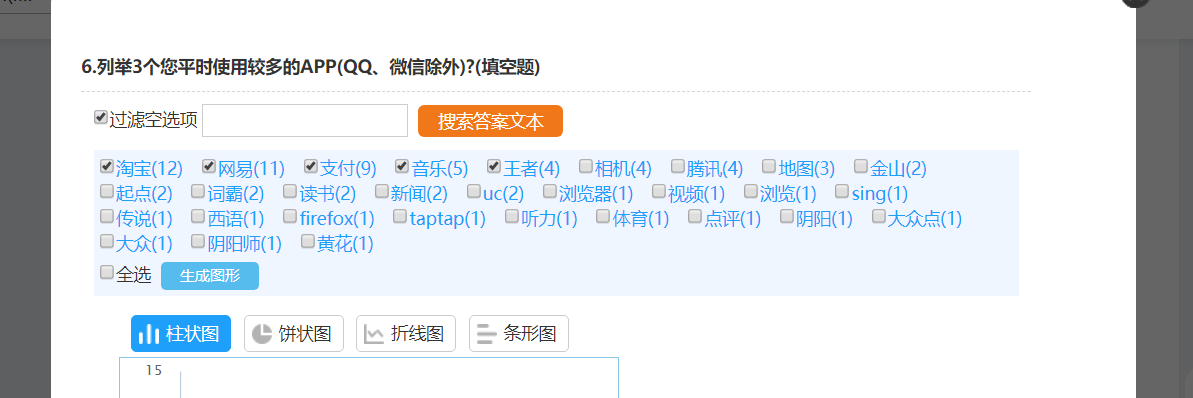 6.列举3个您平时使用较多的APP(QQ、微信除外)?(填空题)
过滤空选项 搜索答案文本
淘宝(12) 网易(11) 支付(9) 音乐(5) 王者(4) 相机(4) 腾讯(4) 地图(3) 金山(2)
起点(2) 词霸(2) 读书(2) 新闻(2) uc(2) 浏览器(1) 视频(1) 浏览(1) sing(1)
传说(1) 西语(1) firefox(1) taptap(1) 听力(1) 体育(1) 点评(1) 阴阳(1) 大众点(1)
大众(1) 阴阳师(1) 黄花(1)
全选 生成图形
柱状图 饼状图 折线图 条形图
15